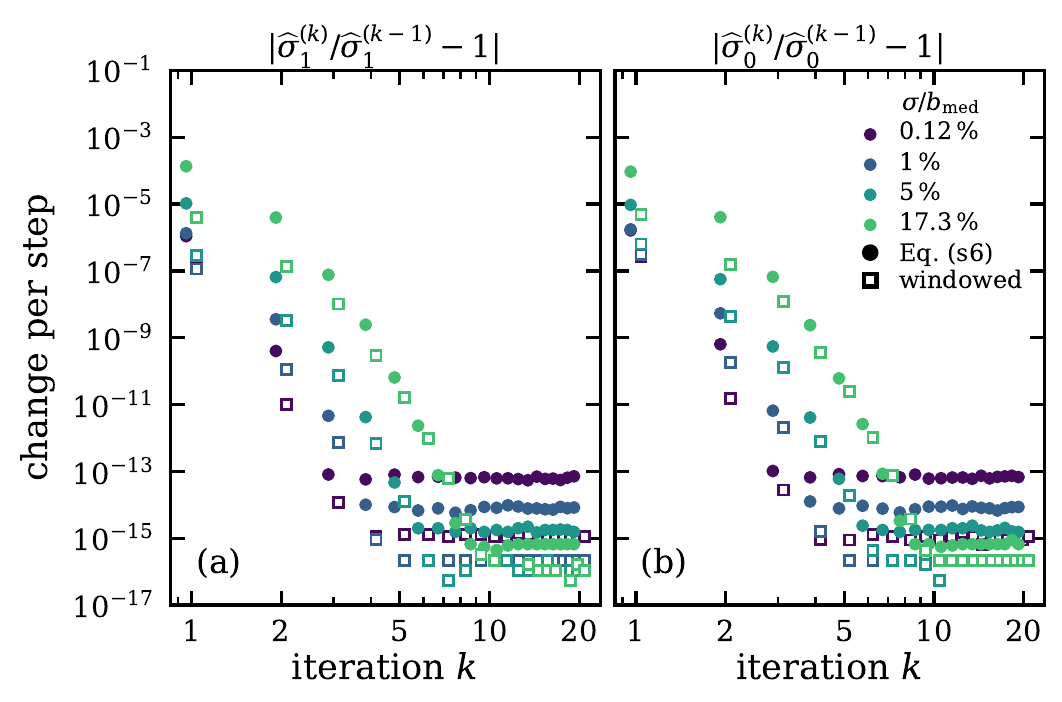 |σ̂₁⁽ᵏ⁾/σ̂₁⁽ᵏ⁻¹⁾ − 1|
|σ̂₀⁽ᵏ⁾/σ̂₀⁽ᵏ⁻¹⁾ − 1|
change per step
10⁻¹
10⁻³
10⁻⁵
10⁻⁷
10⁻⁹
10⁻¹¹
10⁻¹³
10⁻¹⁵
10⁻¹⁷
(a)
1 2 5 10 20
iteration k
σ/b_med
0.12 %
1 %
5 %
17.3 %
Eq. (s6)
windowed
(b)
1 2 5 10 20
iteration k